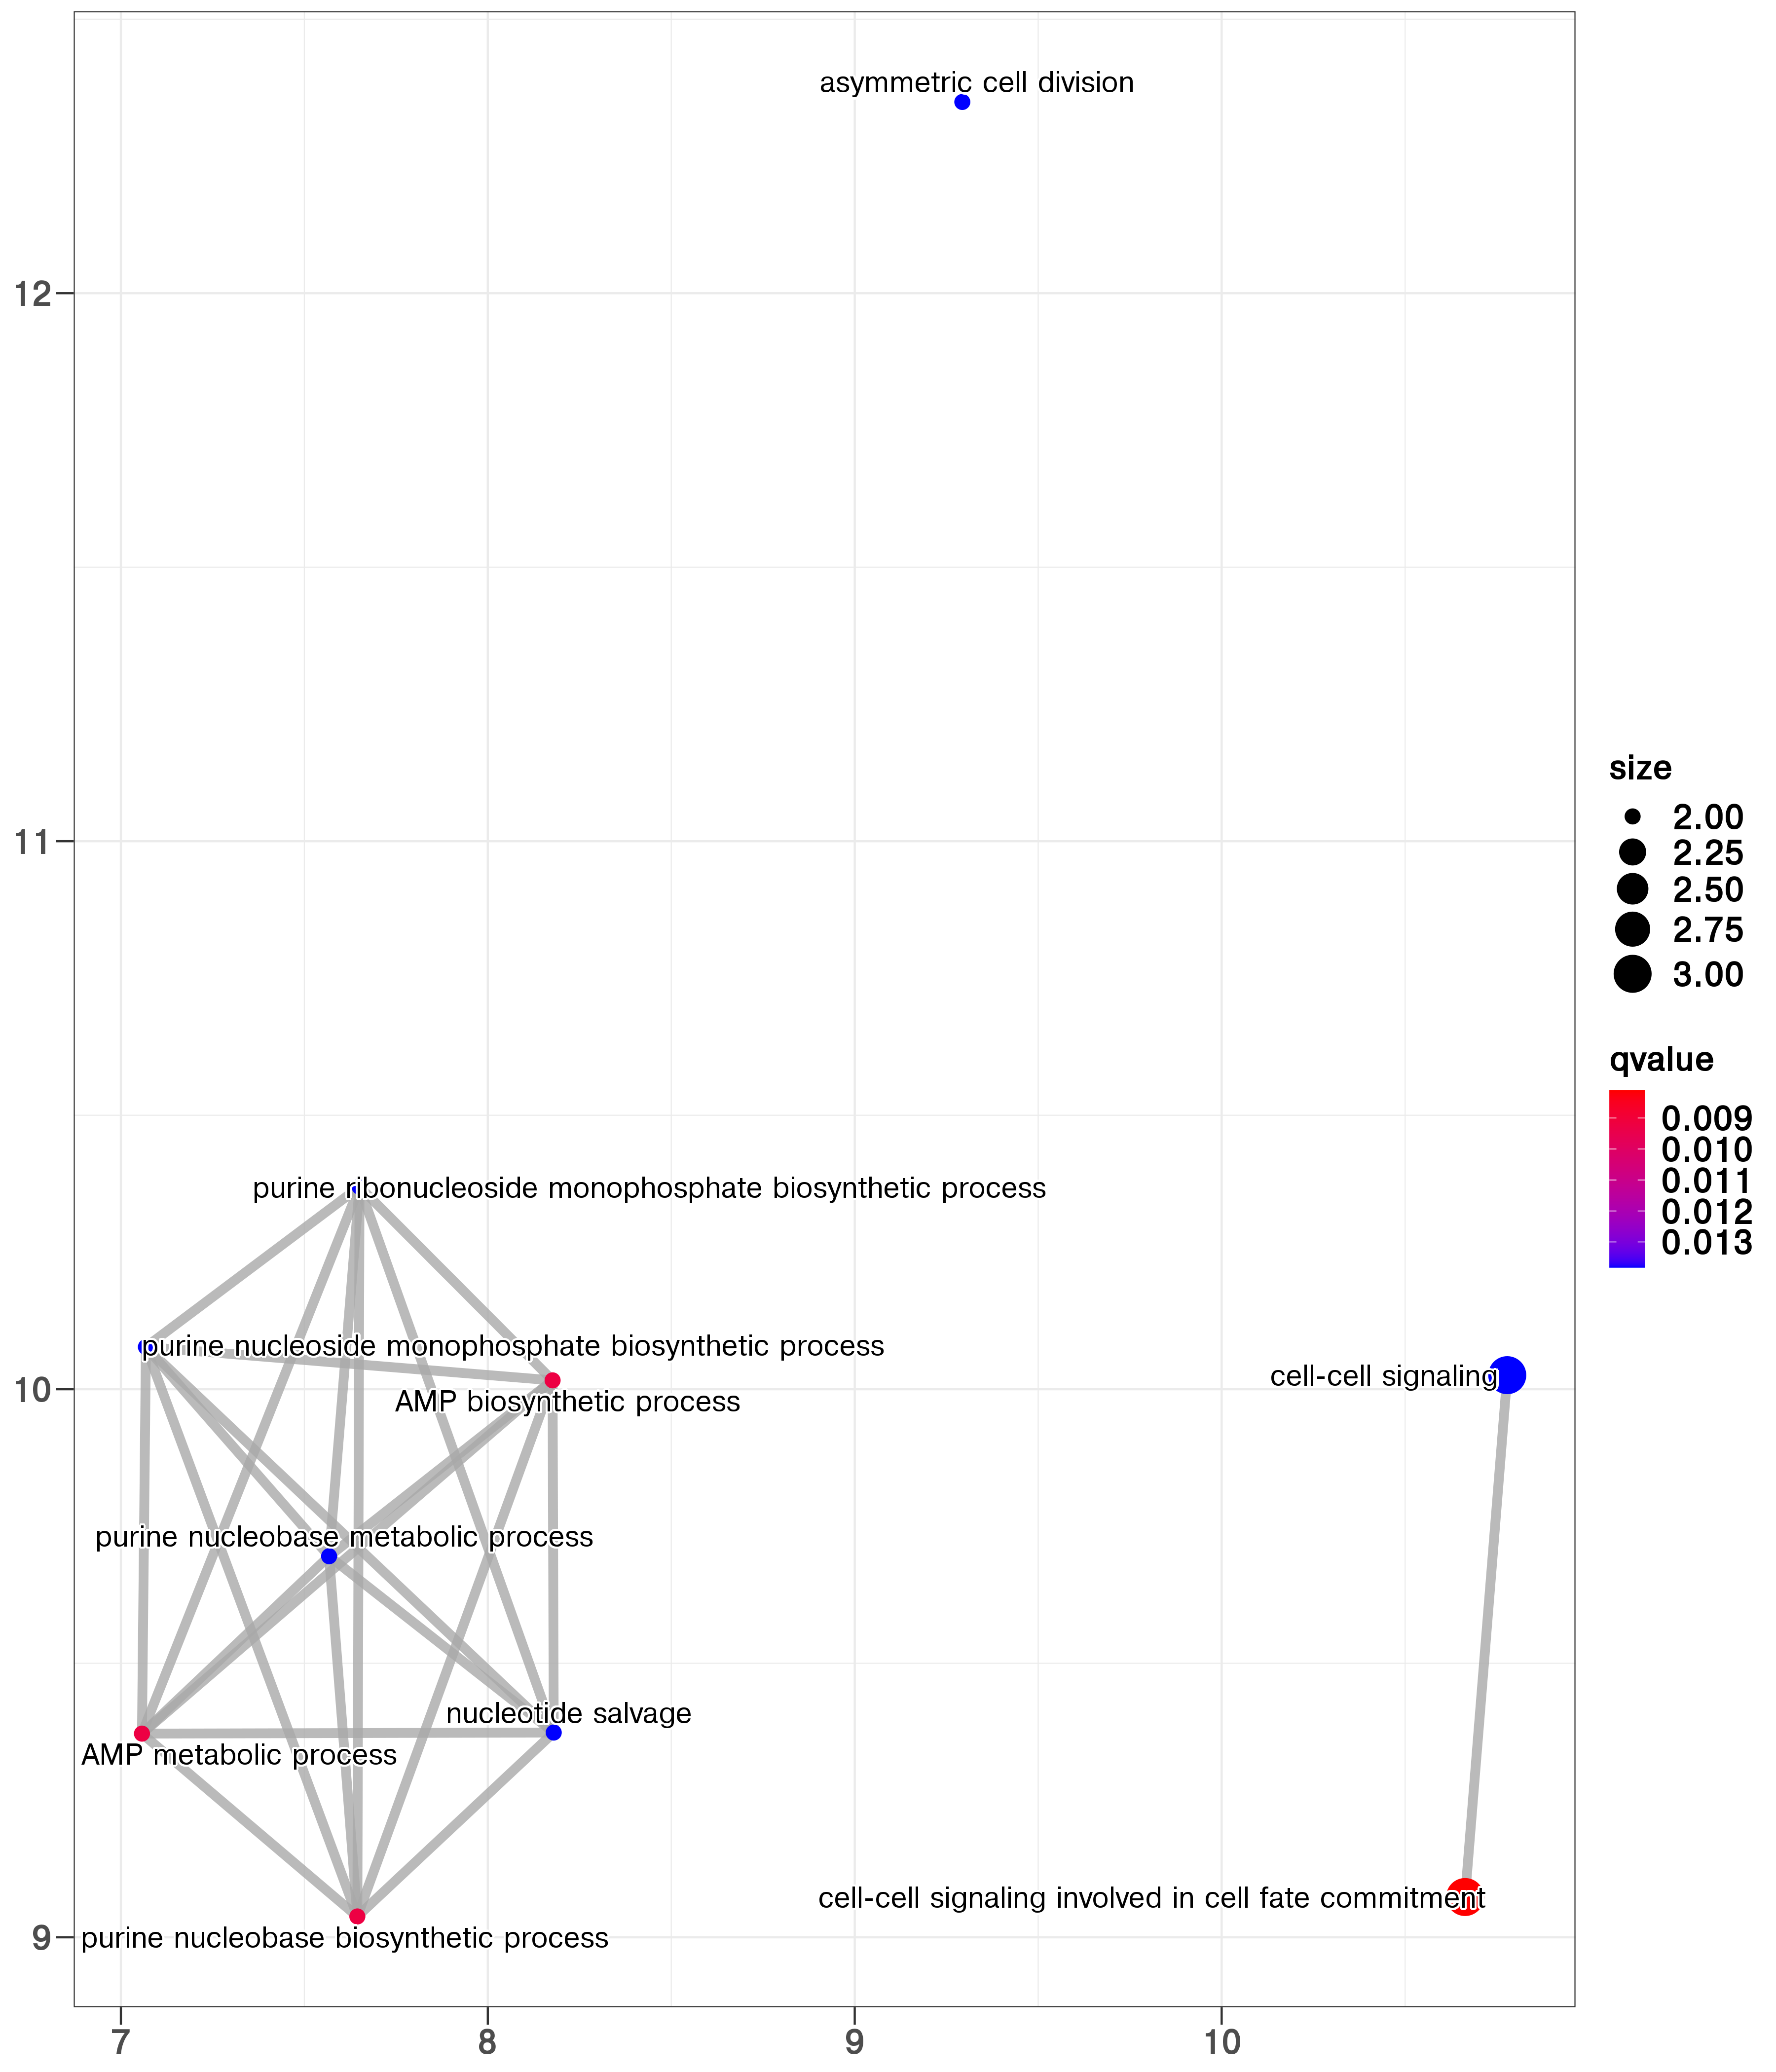 asymmetric cell division
12
11
size
2.00
2.25
2.50
2.75
3.00
qvalue
0.009
0.010
0.011
0.012
0.013
purine ribonucleoside monophosphate biosynthetic process
purine nucleoside monophosphate biosynthetic process
cell-cell signaling
10
AMP biosynthetic process
purine nucleobase metabolic process
nucleotide salvage
AMP metabolic process
cell-cell signaling involved in cell fate commitment
9
purine nucleobase biosynthetic process
7 8 9 10